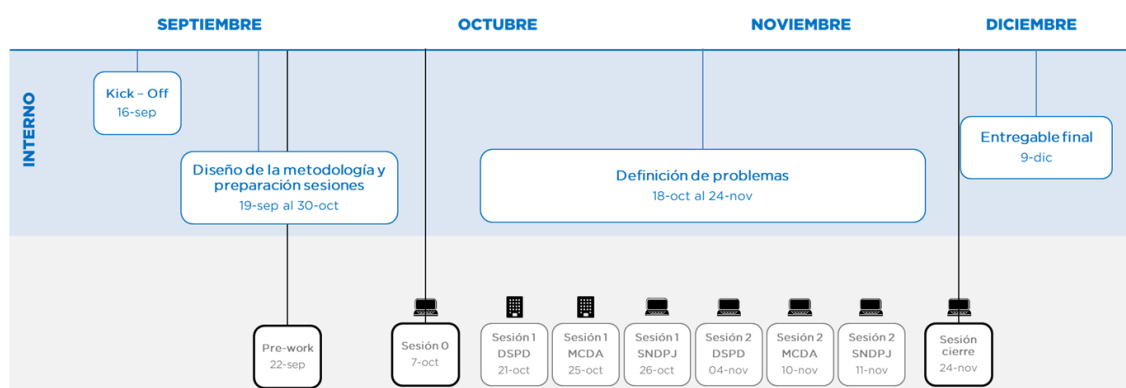 SEPTIEMBRE
OCTUBRE
NOVIEMBRE
DICIEMBRE
INTERNO
Kick – Off
16-sep
Diseño de la metodología y
preparación sesiones
19-sep al 30-oct
Definición de problemas
18-oct al 24-nov
Entregable final
9-dic
Pre-work
22-sep
Sesión 0
7-oct
Sesión 1
DSPD
21-oct
Sesión 1
MCDA
25-oct
Sesión 1
SNDPJ
26-oct
Sesión 2
DSPD
04-nov
Sesión 2
MCDA
10-nov
Sesión 2
SNDPJ
11-nov
Sesión
cierre
24-nov